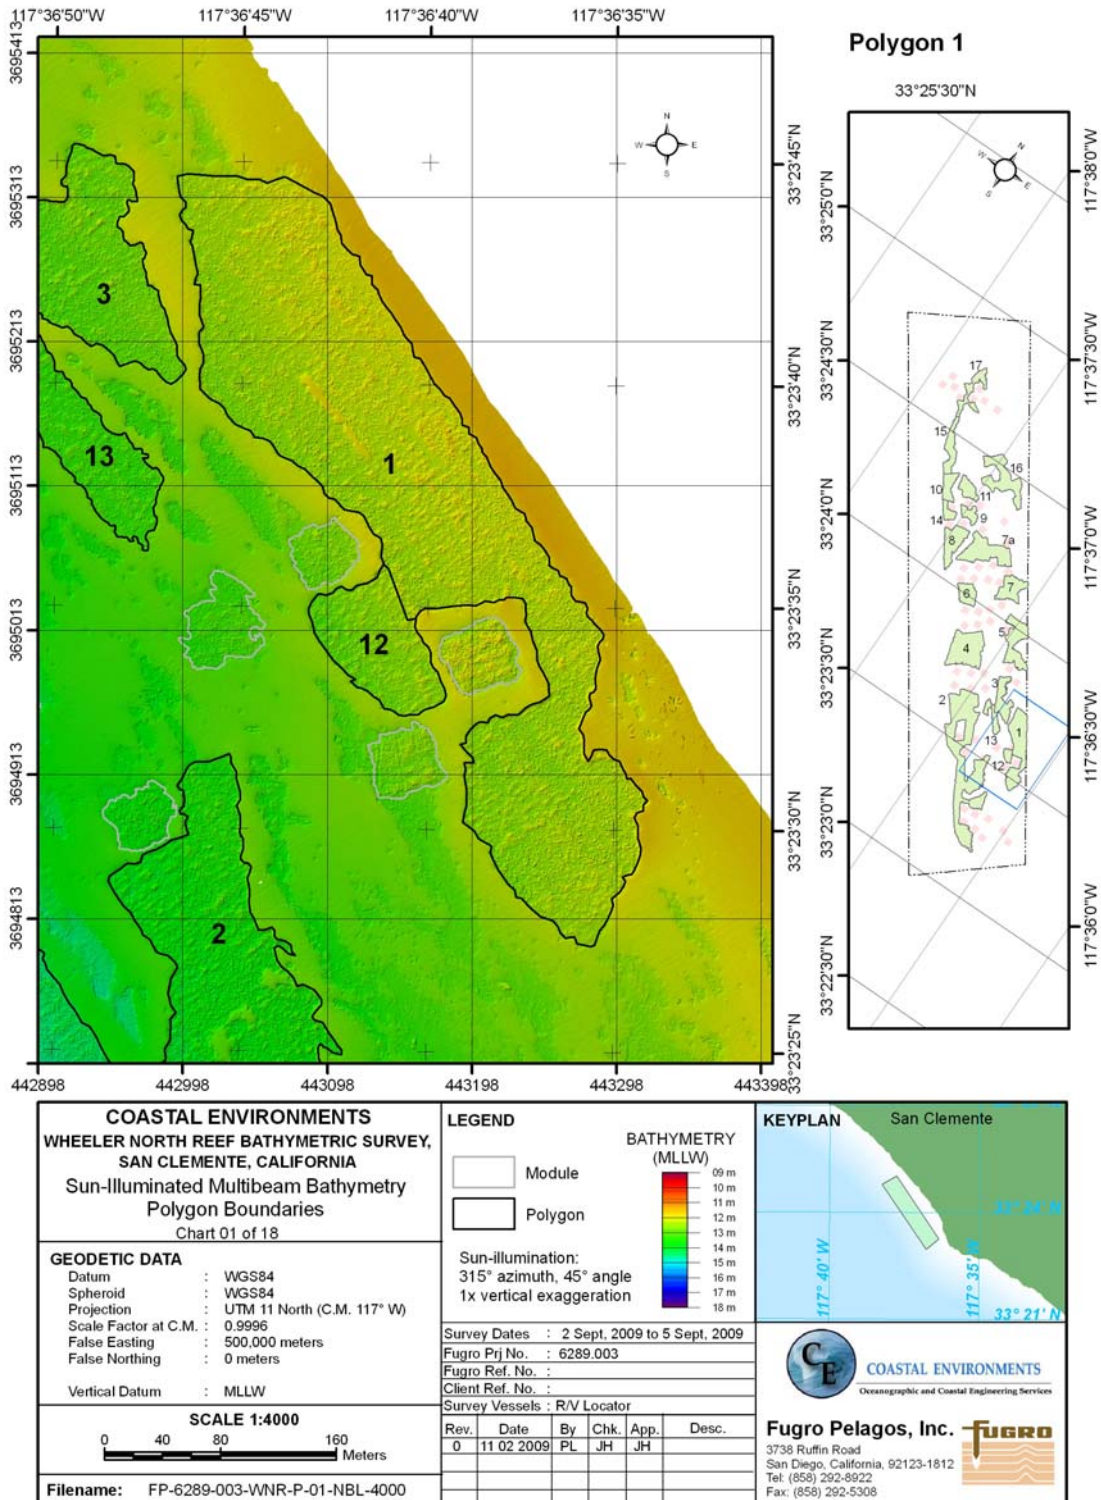 117°36'50"W 117°36'45"W 117°36'40"W 117°36'35"W
3695413
3695313
3695213
3695113
3695013
3694913
3694813
33°23'45"N
33°23'40"N
33°23'35"N
33°23'30"N
33°23'25"N
442898 442998 443098 443198 443298 443398
N
W E
S
3
1
13
12
2
Polygon 1
33°25'30"N
N
W
E
S
33°25'0"N
33°24'30"N
33°24'0"N
33°23'30"N
33°23'0"N
33°22'30"N
117°38'0"W
117°37'30"W
117°37'0"W
117°36'30"W
117°36'0"W
17
15
16
10
11
14
9
8
7a
6
7
5
4
3
2
13
1
12
COASTAL ENVIRONMENTS
WHEELER NORTH REEF BATHYMETRIC SURVEY,
SAN CLEMENTE, CALIFORNIA
Sun-Illuminated Multibeam Bathymetry
Polygon Boundaries
Chart 01 of 18
GEODETIC DATA
Datum : WGS84
Spheroid : WGS84
Projection : UTM 11 North (C.M. 117° W)
Scale Factor at C.M. : 0.9996
False Easting : 500,000 meters
False Northing : 0 meters
Vertical Datum : MLLW
SCALE 1:4000
0 40 80 160
Meters
Filename: FP-6289-003-WNR-P-01-NBL-4000
LEGEND
Module
Polygon
BATHYMETRY
(MLLW)
09 m
10 m
11 m
12 m
13 m
14 m
15 m
16 m
17 m
18 m
Sun-illumination:
315° azimuth, 45° angle
1x vertical exaggeration
Survey Dates : 2 Sept, 2009 to 5 Sept, 2009
Fugro Prj No. : 6289.003
Fugro Ref. No. :
Client Ref. No. :
Survey Vessels : R/V Locator
Rev. Date By Chk. App. Desc.
0 11 02 2009 PL JH JH
KEYPLAN
San Clemente
33° 24' N
117° 40' W
117° 35' W
33° 21' N
CE
COASTAL ENVIRONMENTS
Oceanographic and Coastal Engineering Services
Fugro Pelagos, Inc.
3738 Ruffin Road
San Diego, California, 92123-1812
Tel: (858) 292-8922
Fax: (858) 292-5308
FUGRO